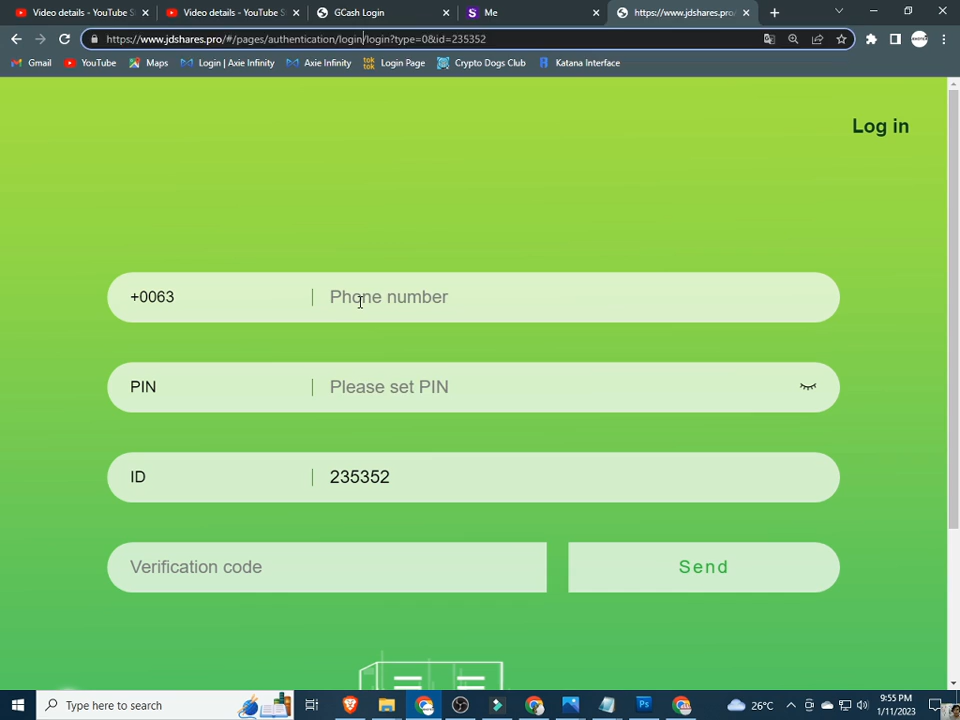 Video details - YouTube S
Video details - YouTube S
GCash Login
Me
https://www.jdshares.pro/
https://www.jdshares.pro/#/pages/authentication/login/login?type=0&id=235352
Gmail
YouTube
Maps
Login | Axie Infinity
Axie Infinity
Login Page
Crypto Dogs Club
Katana Interface
Log in
+0063
Phone number
PIN
Please set PIN
ID
235352
Verification code
Send
Type here to search
26°C
9:55 PM
1/11/2023